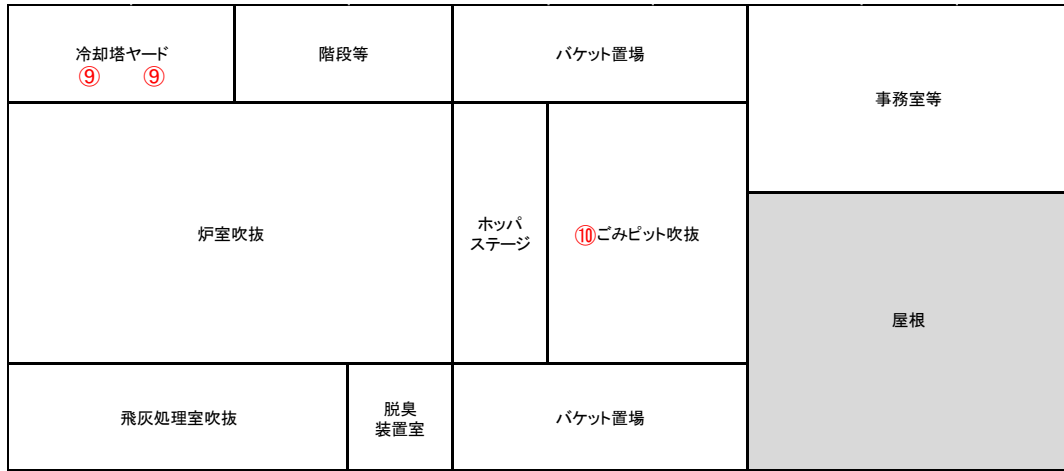 冷却塔ヤード
⑨ ⑨
階段等
バケット置場
事務室等
炉室吹抜
ホッパ
ステージ
⑩ごみピット吹抜
屋根
飛灰処理室吹抜
脱臭
装置室
バケット置場